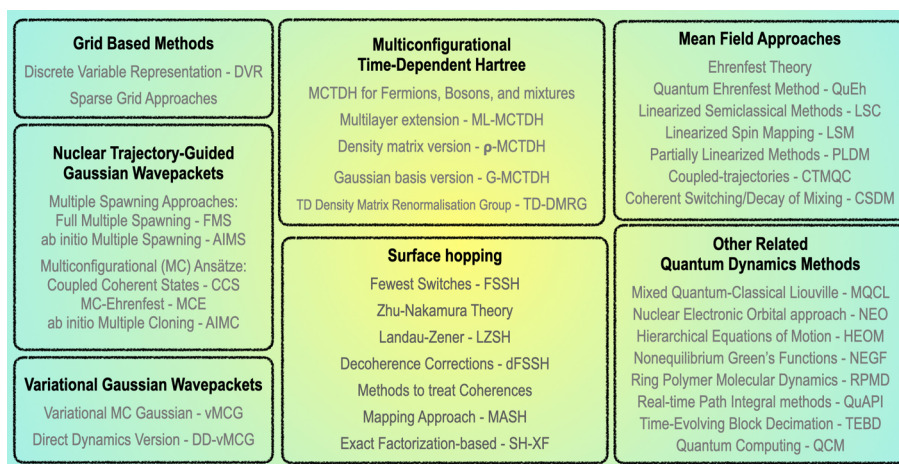 Grid Based Methods
Discrete Variable Representation - DVR
Sparse Grid Approaches
Nuclear Trajectory-Guided
Gaussian Wavepackets
Multiple Spawning Approaches:
Full Multiple Spawning - FMS
ab initio Multiple Spawning - AIMS
Multiconfigurational (MC) Ansätze:
Coupled Coherent States - CCS
MC-Ehrenfest - MCE
ab initio Multiple Cloning - AIMC
Variational Gaussian Wavepackets
Variational MC Gaussian - vMCG
Direct Dynamics Version - DD-vMCG
Multiconfigurational
Time-Dependent Hartree
MCTDH for Fermions, Bosons, and mixtures
Multilayer extension - ML-MCTDH
Density matrix version - ρ-MCTDH
Gaussian basis version - G-MCTDH
TD Density Matrix Renormalisation Group - TD-DMRG
Surface hopping
Fewest Switches - FSSH
Zhu-Nakamura Theory
Landau-Zener - LZSH
Decoherence Corrections - dFSSH
Methods to treat Coherences
Mapping Approach - MASH
Exact Factorization-based - SH-XF
Mean Field Approaches
Ehrenfest Theory
Quantum Ehrenfest Method - QuEh
Linearized Semiclassical Methods - LSC
Linearized Spin Mapping - LSM
Partially Linearized Methods - PLDM
Coupled-trajectories - CTMQC
Coherent Switching/Decay of Mixing - CSDM
Other Related
Quantum Dynamics Methods
Mixed Quantum-Classical Liouville - MQCL
Nuclear Electronic Orbital approach - NEO
Hierarchical Equations of Motion - HEOM
Nonequilibrium Green's Functions - NEGF
Ring Polymer Molecular Dynamics - RPMD
Real-time Path Integral methods - QuAPI
Time-Evolving Block Decimation - TEBD
Quantum Computing - QCM